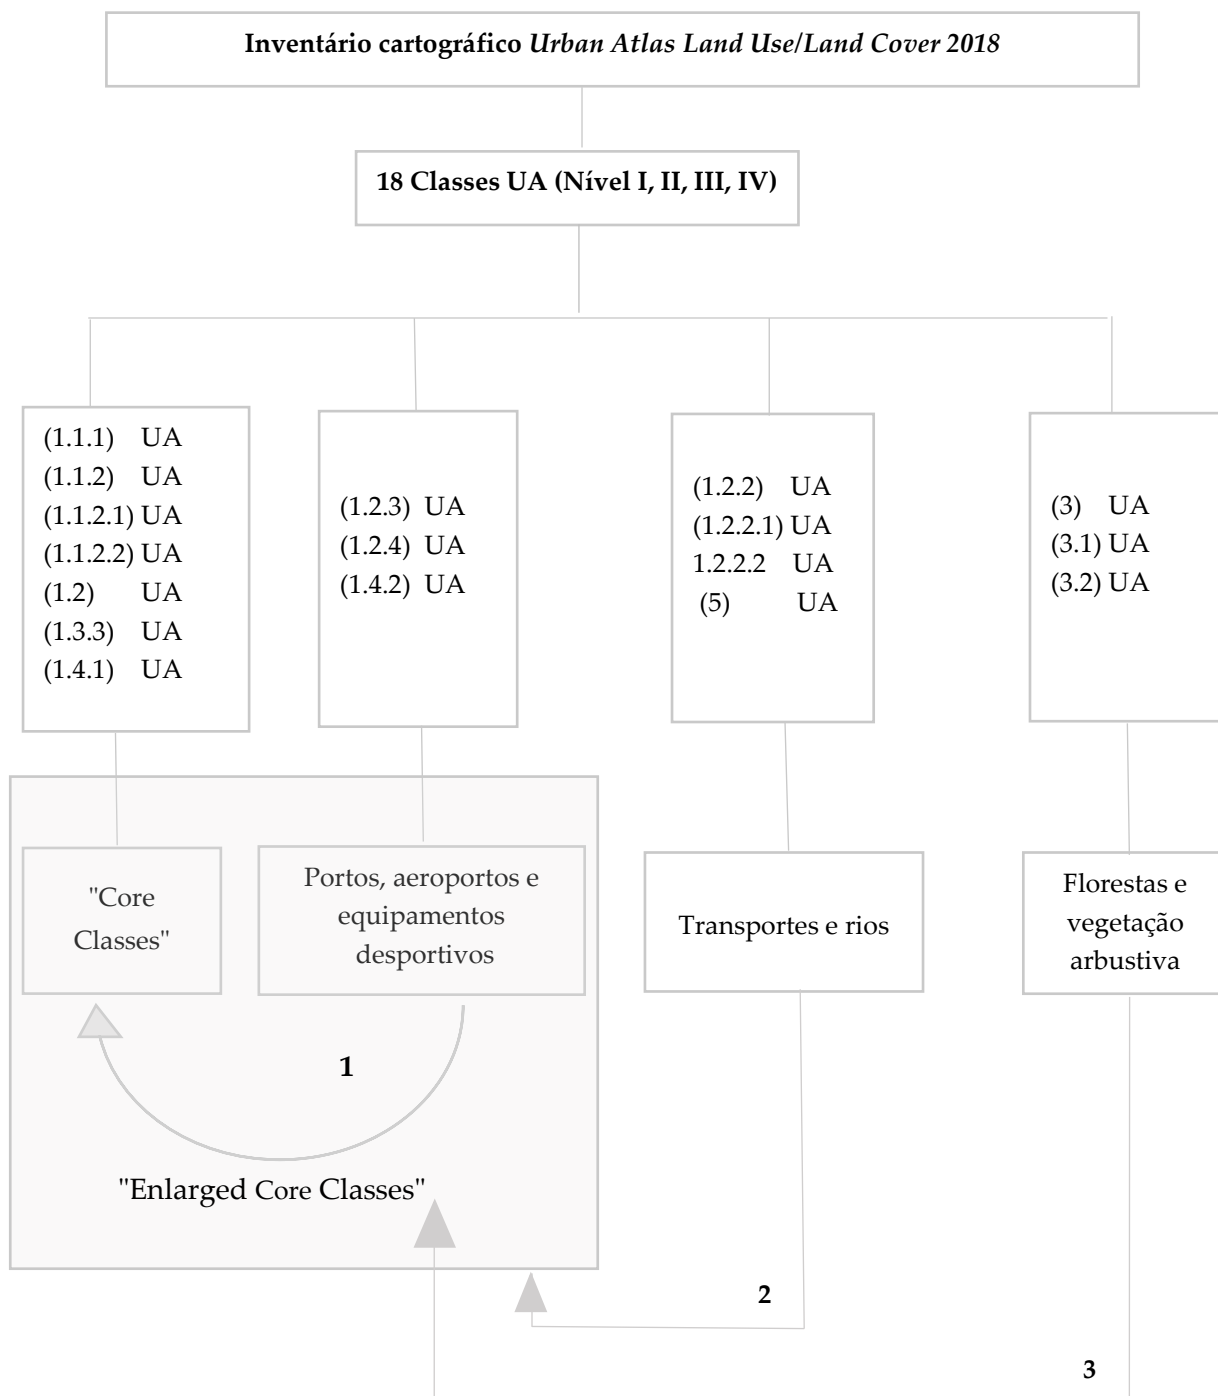 Inventário cartográfico Urban Atlas Land Use/Land Cover 2018
18 Classes UA (Nível I, II, III, IV)
(1.1.1) UA
(1.1.2) UA
(1.1.2.1) UA
(1.1.2.2) UA
(1.2) UA
(1.3.3) UA
(1.4.1) UA
(1.2.3) UA
(1.2.4) UA
(1.4.2) UA
(1.2.2) UA
(1.2.2.1) UA
1.2.2.2 UA
(5) UA
(3) UA
(3.1) UA
(3.2) UA
"Core
Classes"
Portos, aeroportos e
equipamentos
desportivos
Transportes e rios
Florestas e
vegetação
arbustiva
1
"Enlarged Core Classes"
2
3